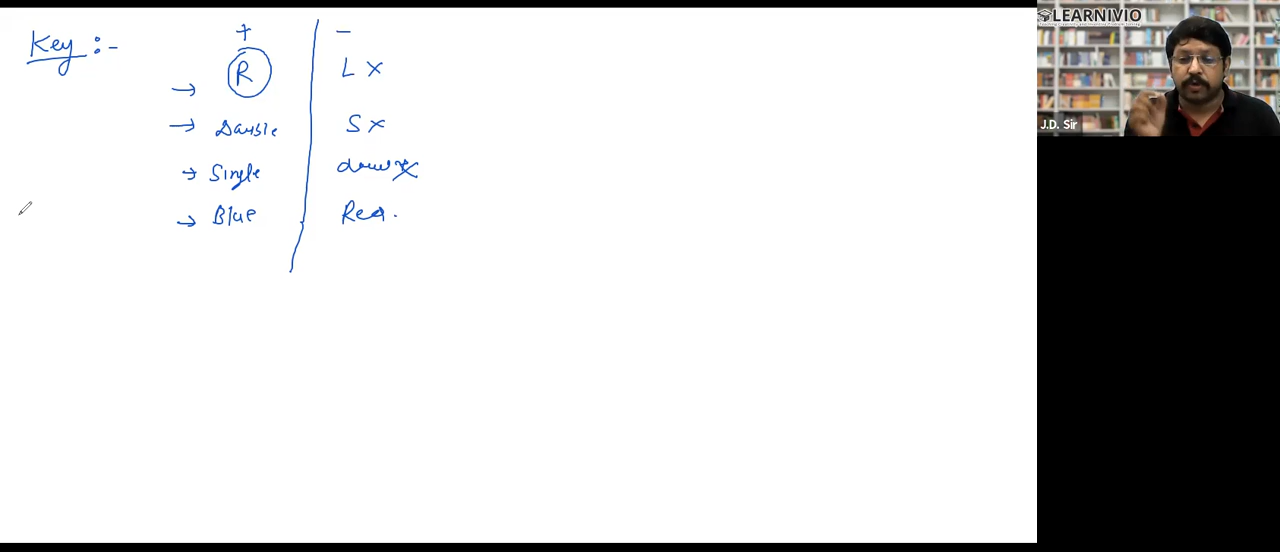 LEARNIVIO
J.D. Sir
Key :-
+ -
→ R L x
→ Double S x
→ Single x
→ Blue Red.